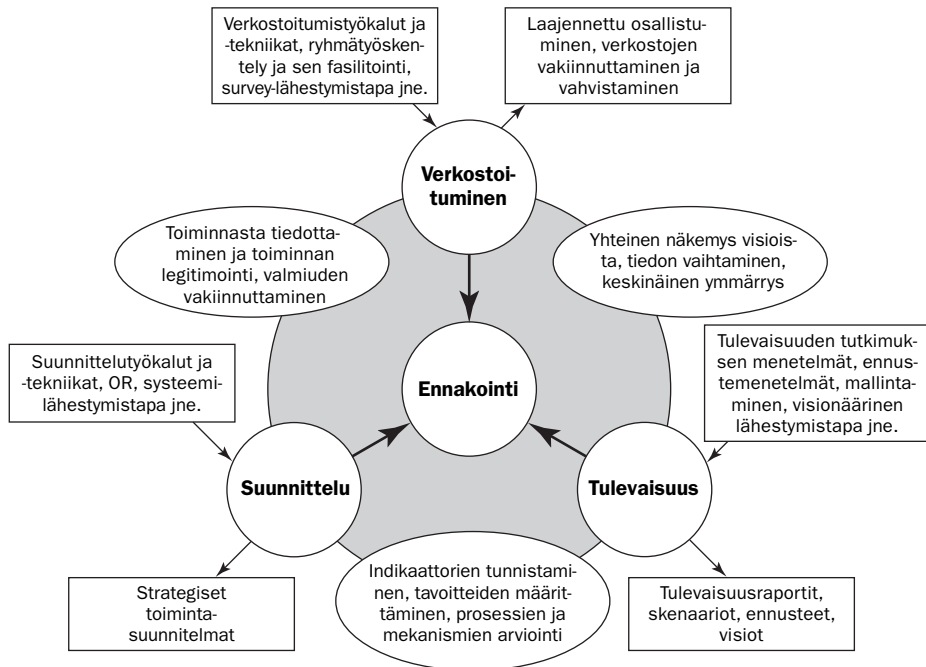 Verkostoitumistyökalut ja
-tekniikat, ryhmätyösken-
tely ja sen fasilitointi,
survey-lähestymistapa jne.
Laajennettu osallistu-
minen, verkostojen
vakiinnuttaminen ja
vahvistaminen
Verkostoi-
tuminen
Toiminnasta tiedotta-
minen ja toiminnan
legitimointi, valmiuden
vakiinnuttaminen
Yhteinen näkemys visiois-
ta, tiedon vaihtaminen,
keskinäinen ymmärrys
Suunnittelutyökalut ja
-tekniikat, OR, systeemi-
lähestymistapa jne.
Ennakointi
Tulevaisuuden tutkimuk-
sen menetelmät, ennus-
temenetelmät, mallinta-
minen, visionäärinen
lähestymistapa jne.
Suunnittelu
Tulevaisuus
Strategiset
toiminta-
suunnitelmat
Indikaattorien tunnistami-
nen, tavoitteiden määrit-
täminen, prosessien ja
mekanismien arviointi
Tulevaisuusraportit,
skenaariot, ennusteet,
visiot